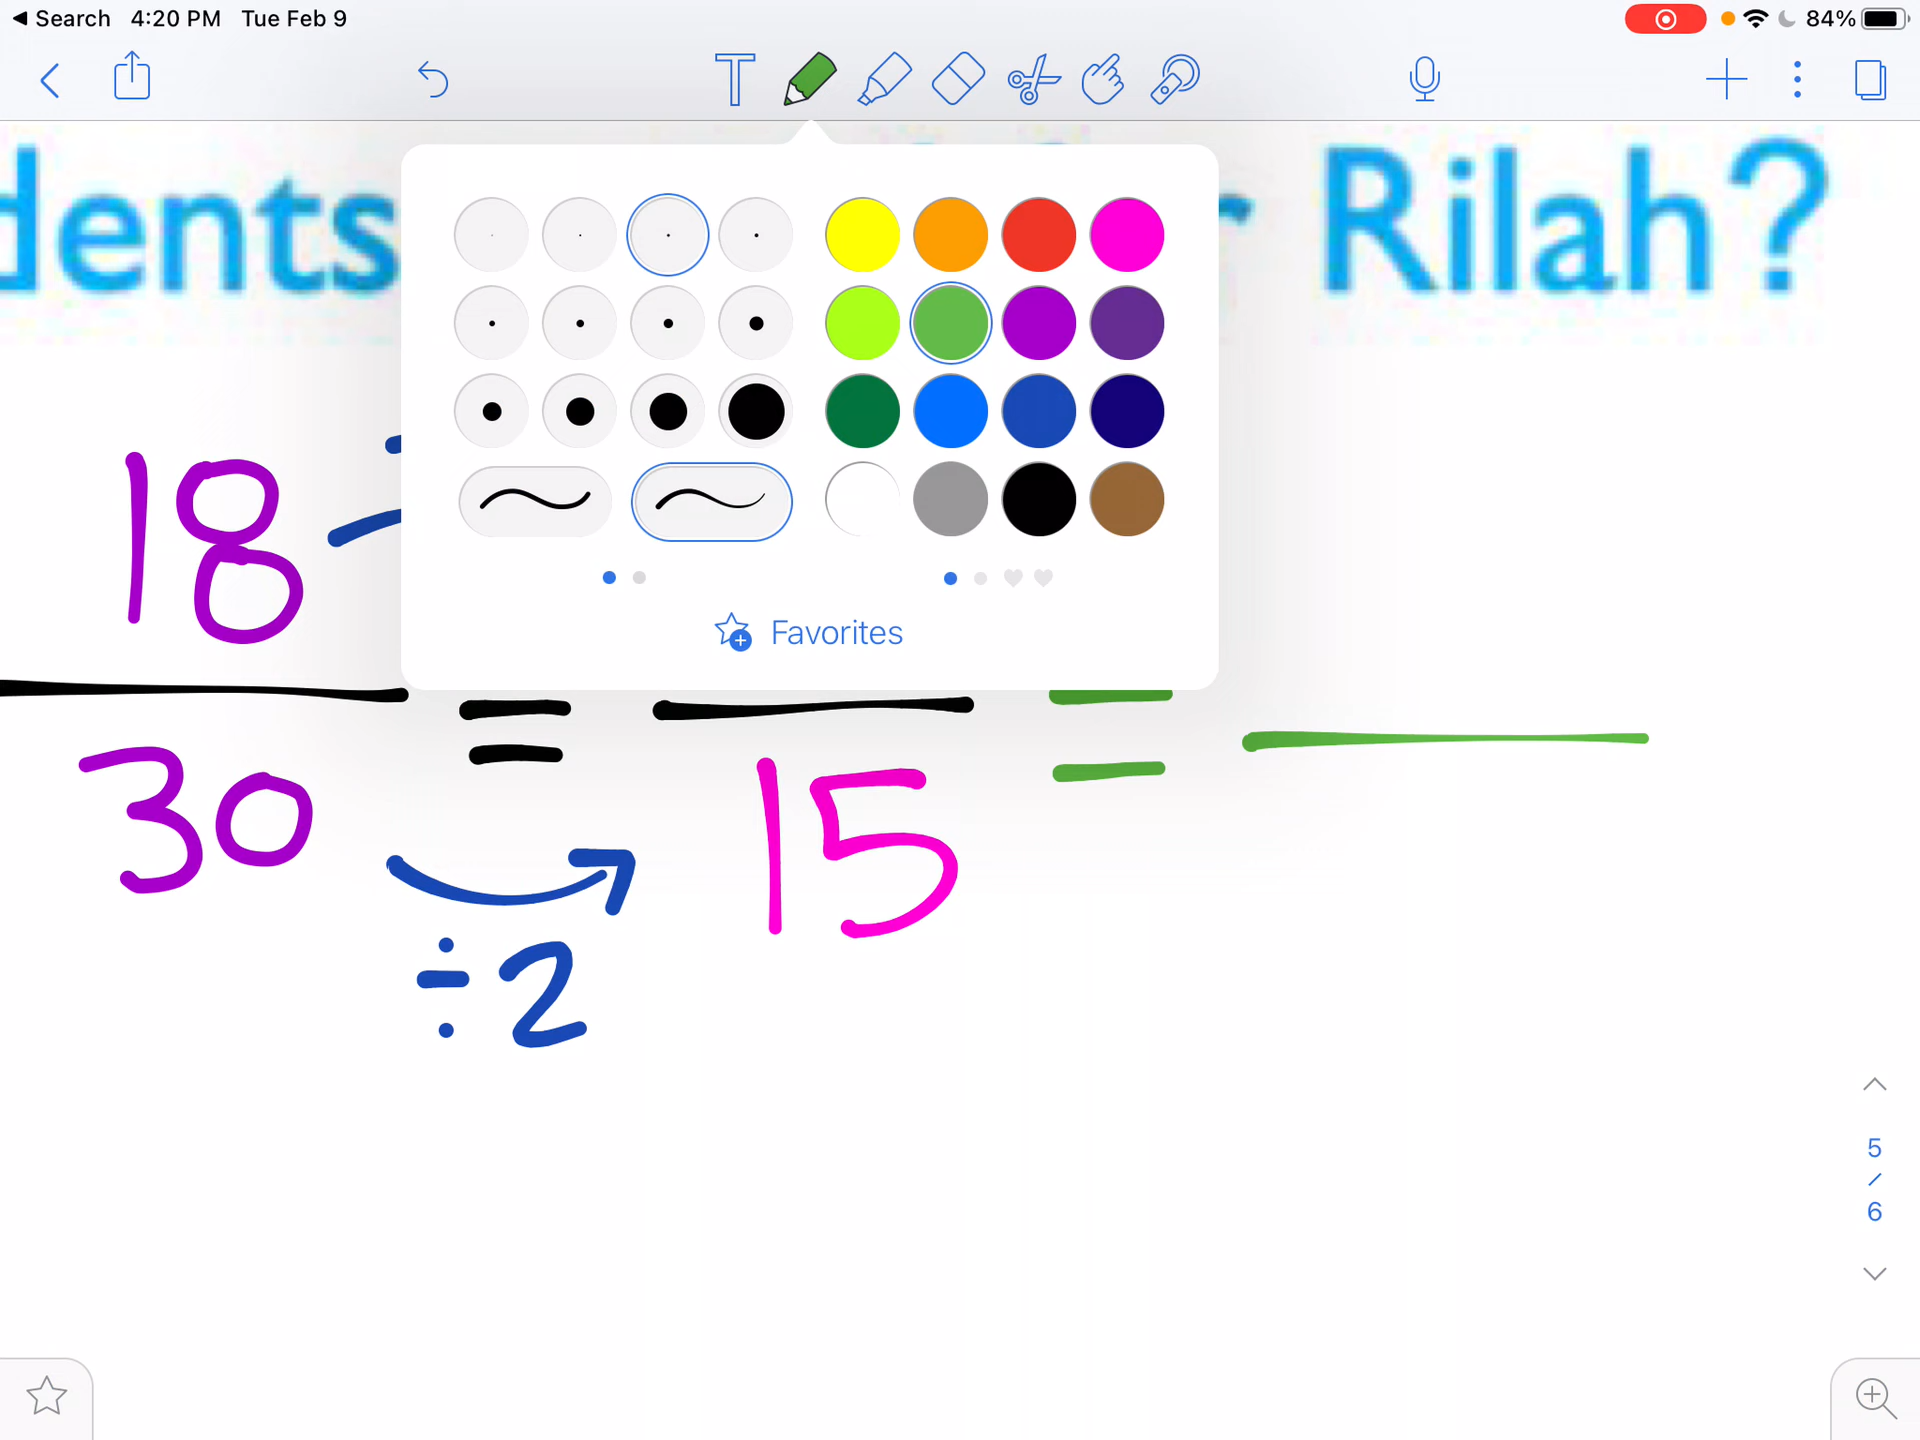 Search 4:20 PM Tue Feb 9 84%
T
dents Rilah?
18
=
=
30
15
÷2
Favorites
5
/
6